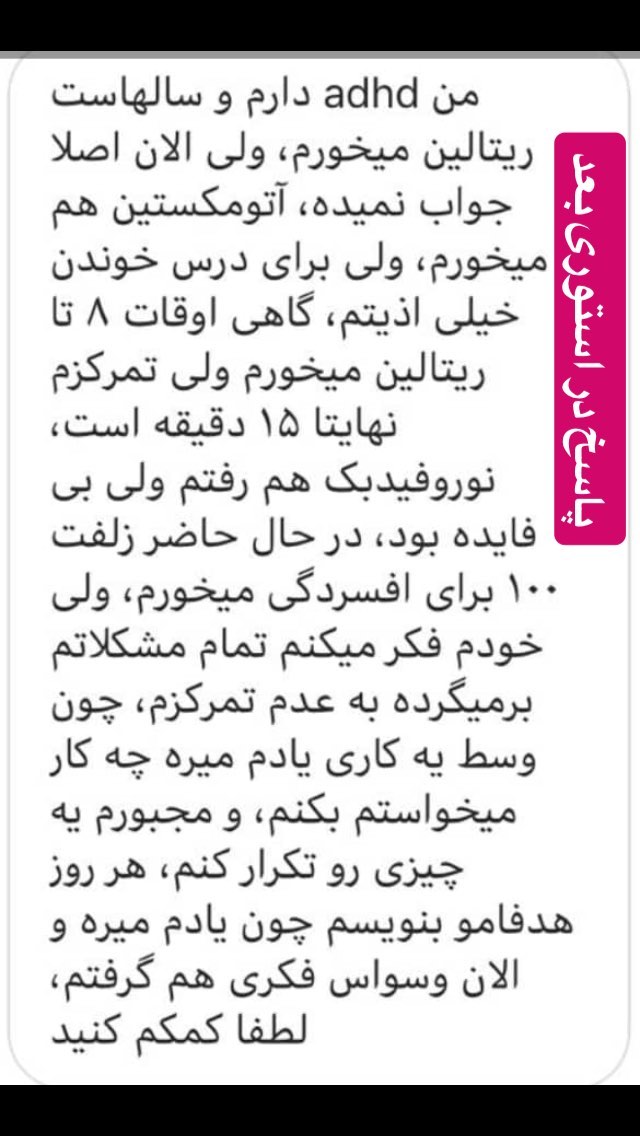 من adhd دارم و سالهاست
ریتالین میخورم، ولی الان اصلا
جواب نمیده، آتومکستین هم
میخورم، ولی برای درس خوندن
خیلی اذیتم، گاهی اوقات ۸ تا
ریتالین میخورم ولی تمرکزم
نهایتا ۱۵ دقیقه است،
نوروفیدبک هم رفتم ولی بی
فایده بود، در حال حاضر زلفت
۱۰۰ برای افسردگی میخورم، ولی
خودم فکر میکنم تمام مشکلاتم
برمیگرده به عدم تمرکزم، چون
وسط یه کاری یادم میره چه کار
میخواستم بکنم، و مجبورم یه
چیزی رو تکرار کنم، هر روز
هدفامو بنویسم چون یادم میره و
الان وسواس فکری هم گرفتم،
لطفا کمکم کنید
پاسخ در استوری بعد